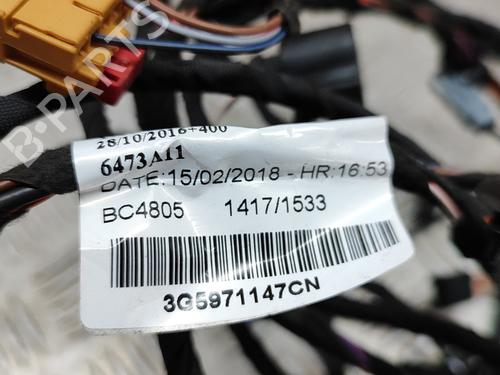 28/10/2016+400
6473A11
DATE:15/02/2018 - HR:16:53
BC4805 1417/1533
3G5971147CN
B-PARTS